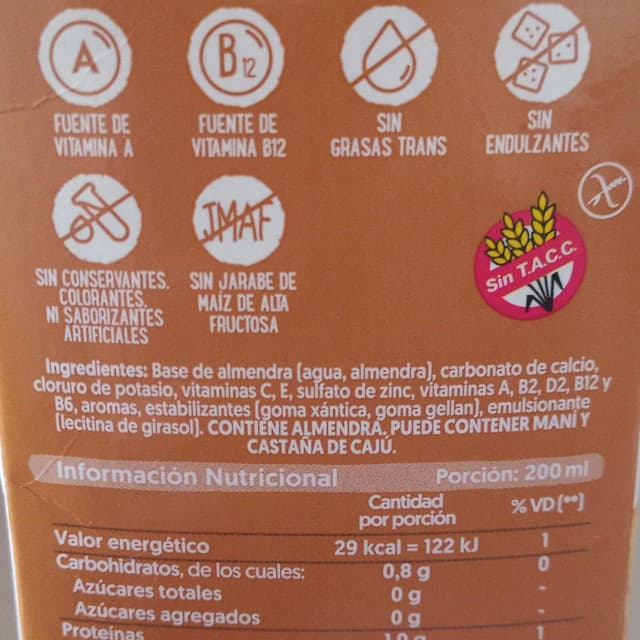 A
B12
FUENTE DE
VITAMINA A
FUENTE DE
VITAMINA B12
SIN
GRASAS TRANS
SIN
ENDULZANTES
JMAF
SIN CONSERVANTES,
COLORANTES,
NI SABORIZANTES
ARTIFICIALES
SIN JARABE DE
MAÍZ DE ALTA
FRUCTOSA
Sin T.A.C.C.
Ingredientes: Base de almendra (agua, almendra), carbonato de calcio,
cloruro de potasio, vitaminas C, E, sulfato de zinc, vitaminas A, B2, D2, B12 y
B6, aromas, estabilizantes (goma xántica, goma gellan), emulsionante
(lecitina de girasol). CONTIENE ALMENDRA. PUEDE CONTENER MANÍ Y
CASTAÑA DE CAJÚ.
Información Nutricional Porción: 200 ml
Cantidad
por porción % VD(**)
Valor energético 29 kcal = 122 kJ 1
Carbohidratos, de los cuales: 0,8 g 0
Azúcares totales 0 g -
Azúcares agregados 0 g -
Proteínas 1,0 g 1